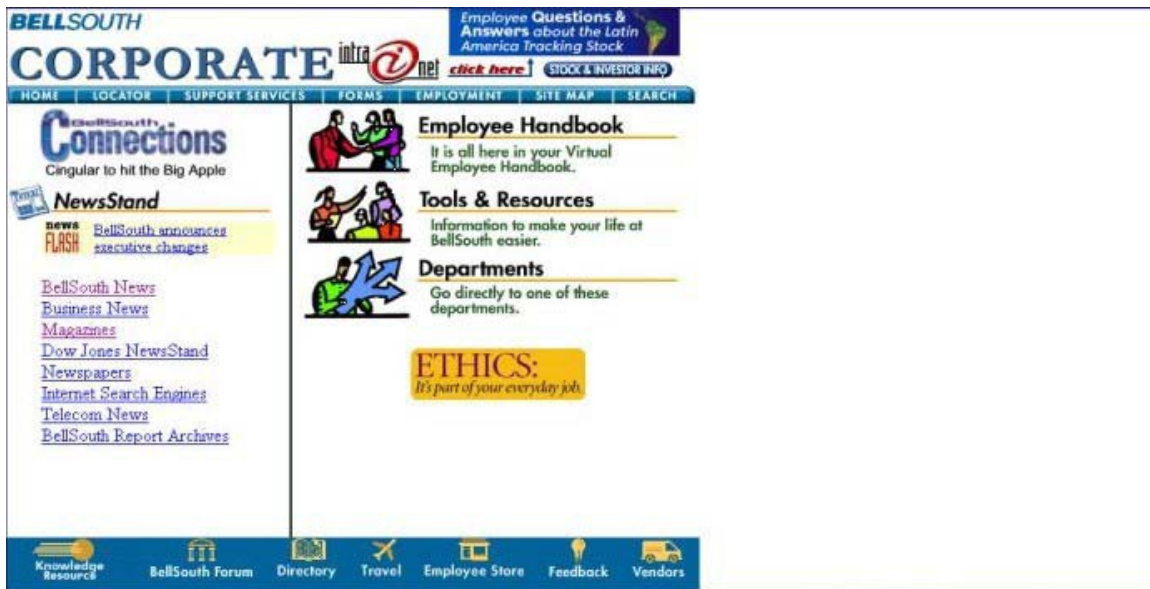 BELLSOUTH
CORPORATE intra i net
Employee Questions &
Answers about the Latin
America Tracking Stock
click here STOCK & INVESTOR INFO
HOME LOCATOR SUPPORT SERVICES FORMS EMPLOYMENT SITE MAP SEARCH
BellSouth
Connections
Cingular to hit the Big Apple
NewsStand
news
FLASH
BellSouth announces
executive changes
BellSouth News
Business News
Magazines
Dow Jones NewsStand
Newspapers
Internet Search Engines
Telecom News
BellSouth Report Archives
Employee Handbook
It is all here in your Virtual
Employee Handbook.
Tools & Resources
Information to make your life at
BellSouth easier.
Departments
Go directly to one of these
departments.
ETHICS:
It's part of your everyday job.
Knowledge
Resource
BellSouth Forum
Directory
Travel
Employee Store
Feedback
Vendors